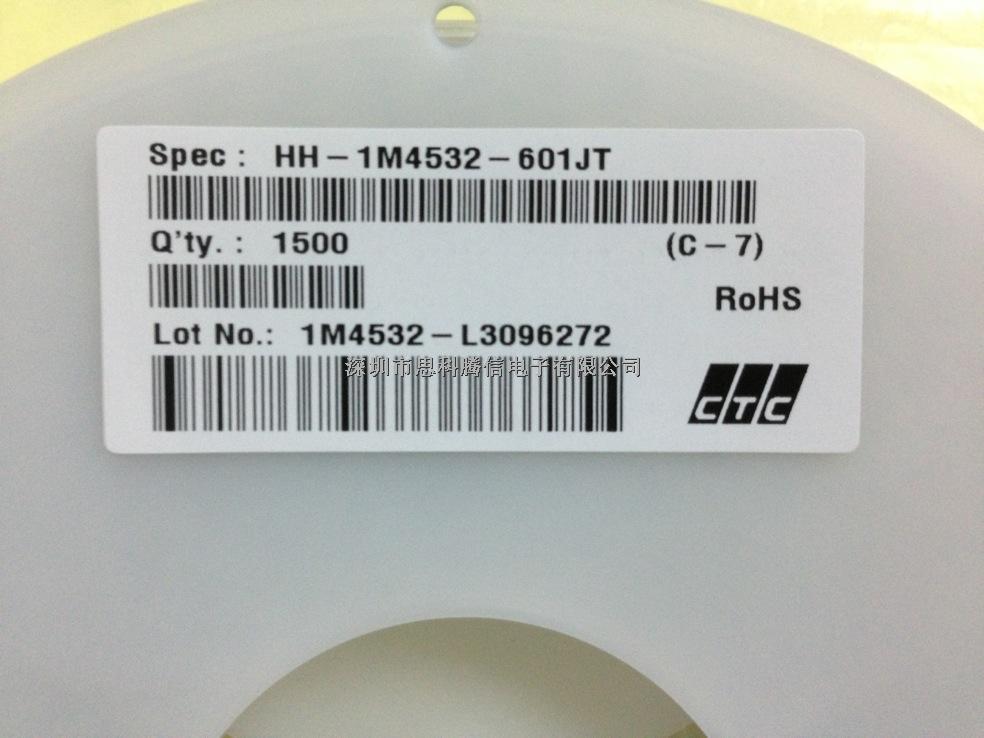 Spec : HH-1M4532-601JT
Q'ty. : 1500 (C-7)
RoHS
Lot No.: 1M4532-L3096272
深圳市思科腾信电子有限公司
CTC